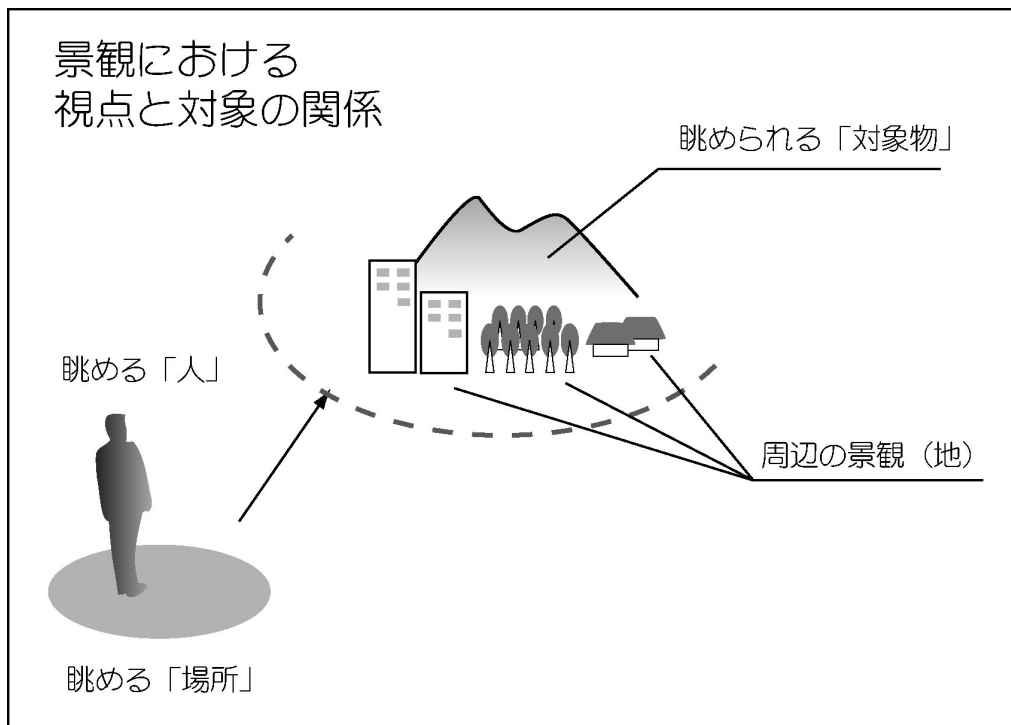 景観における
視点と対象の関係
眺められる「対象物」
眺める「人」
周辺の景観（地）
眺める「場所」